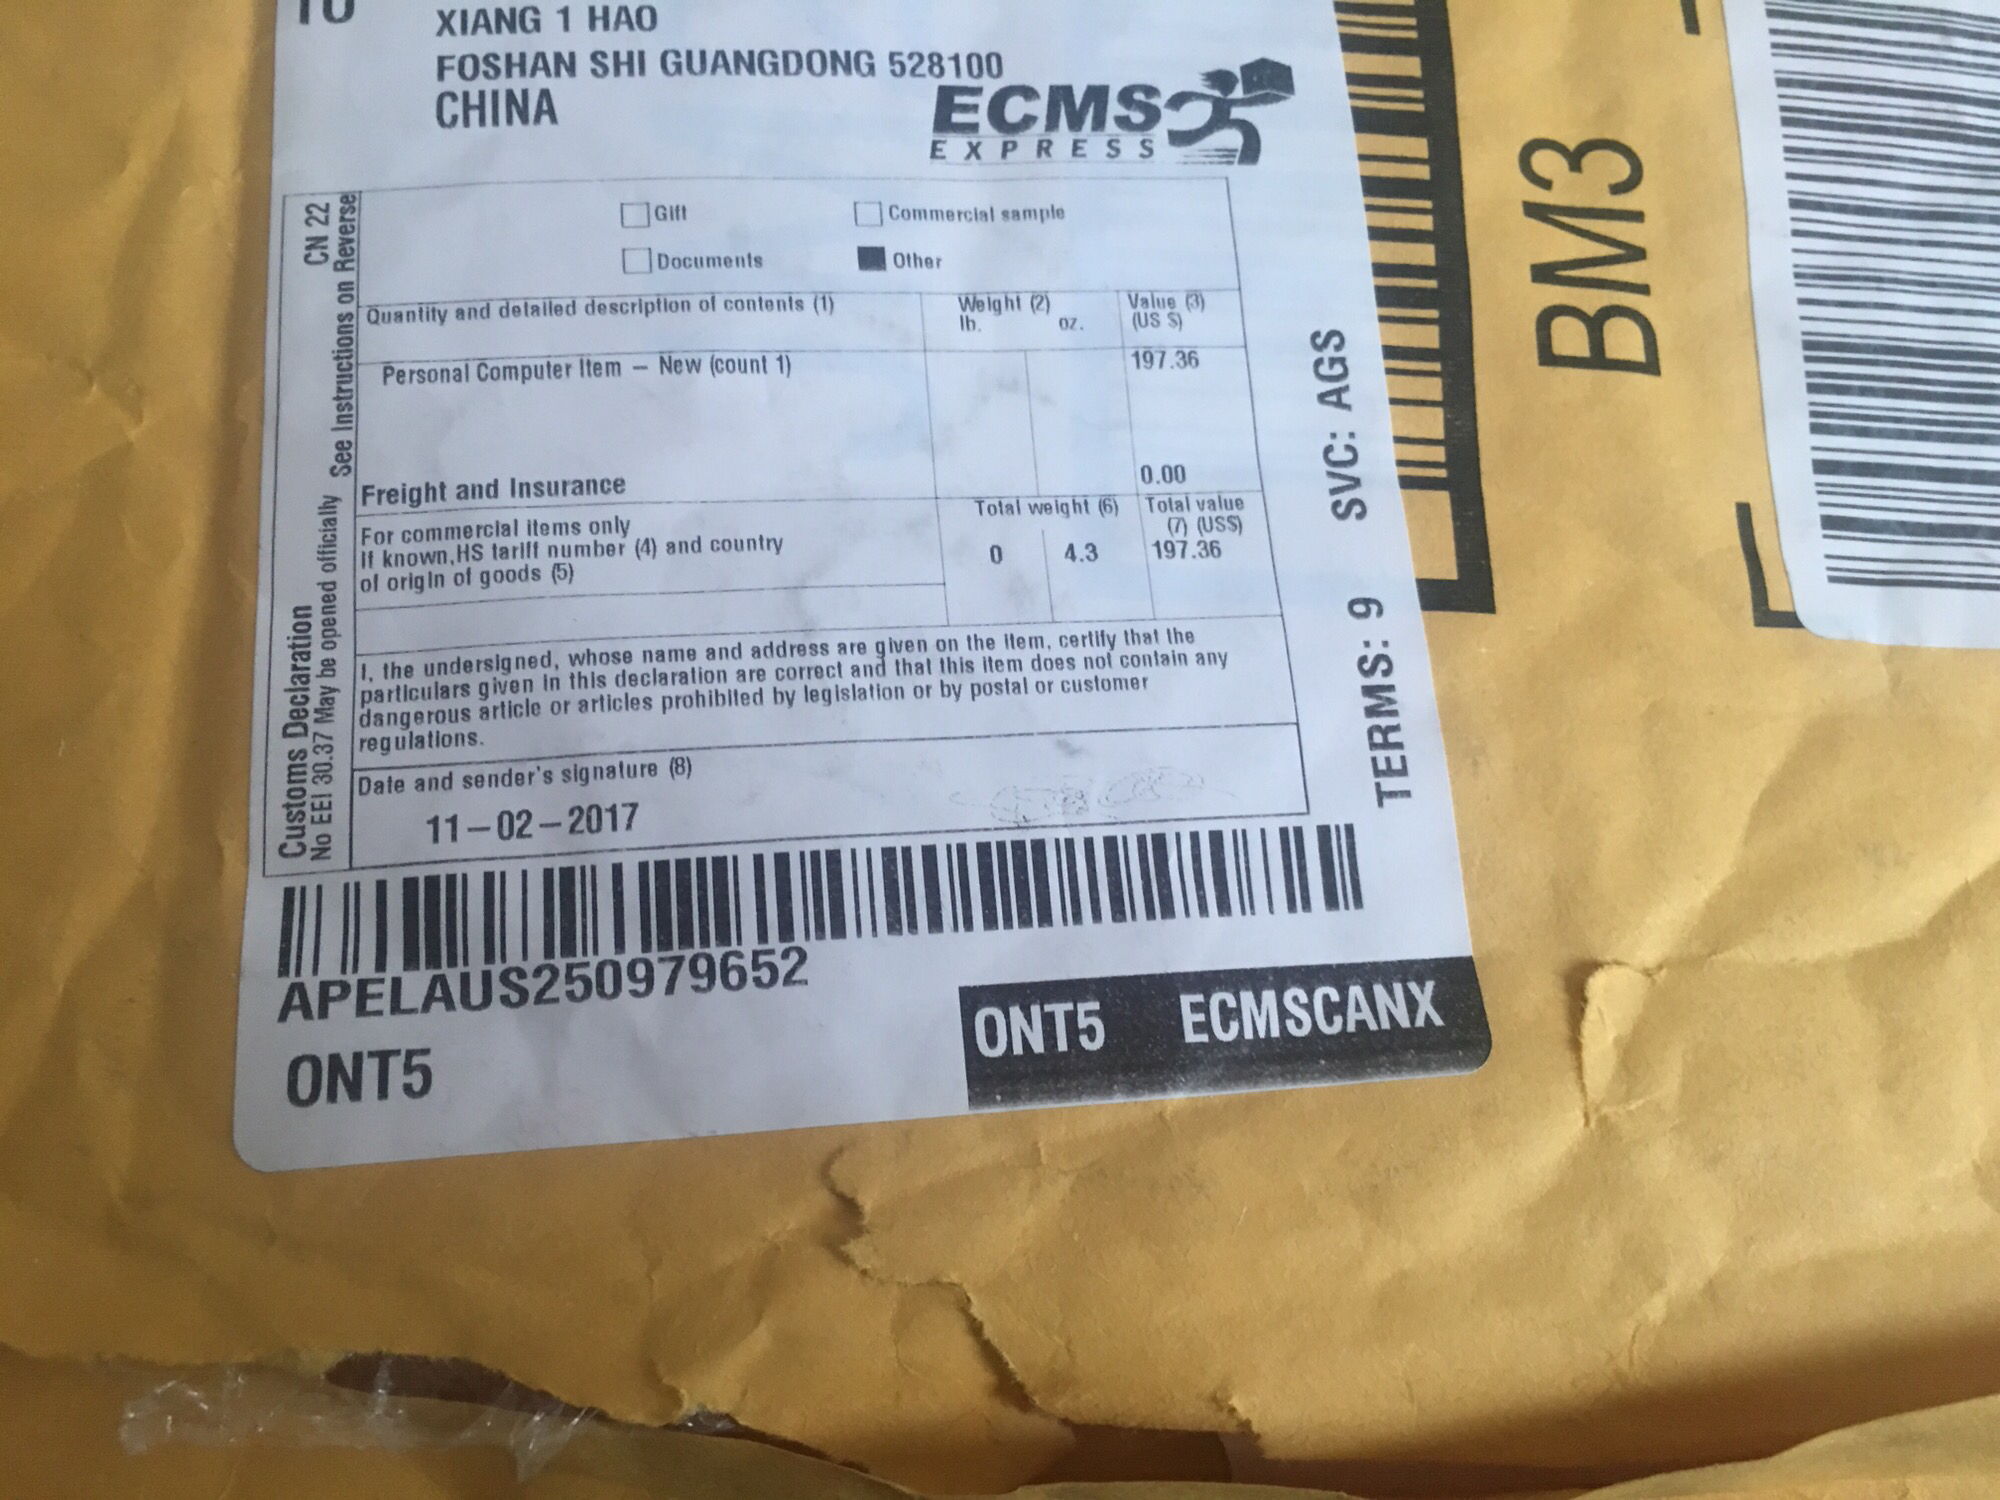 XIANG 1 HAO
FOSHAN SHI GUANGDONG 528100
CHINA
ECMS
EXPRESS
CN 22
See Instructions on Reverse
Customs Declaration
No EEI 30.37 May be opened officially
Gift
Commercial sample
Documents
Other
Quantity and detailed description of contents (1)
Weight (2)
lb. oz.
Value (3)
(US $)
Personal Computer Item — New (count 1)
197.36
Freight and Insurance
0.00
For commercial items only
If known,HS tariff number (4) and country
of origin of goods (5)
Total weight (6)
0 4.3
Total value
(7) (US$)
197.36
I, the undersigned, whose name and address are given on the item, certify that the
particulars given in this declaration are correct and that this item does not contain any
dangerous article or articles prohibited by legislation or by postal or customer
regulations.
Date and sender's signature (8)
11-02-2017
APELAUS250979652
ONT5
ONT5 ECMSCANX
TERMS: 9 SVC: AGS
BM3